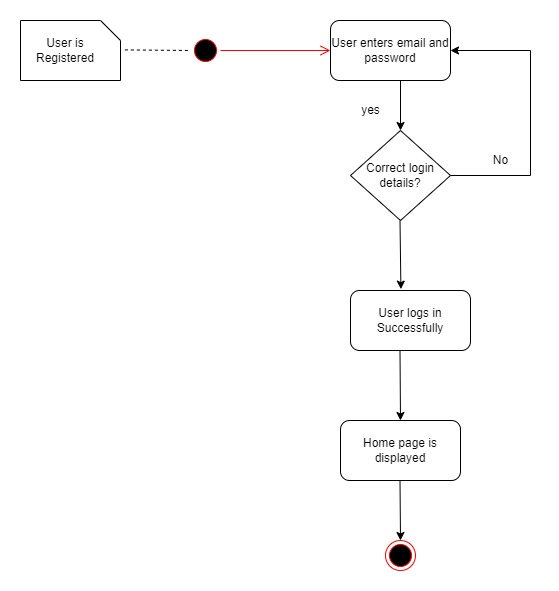 User is
Registered
User enters email and
password
yes
Correct login
details?
No
User logs in
Successfully
Home page is
displayed